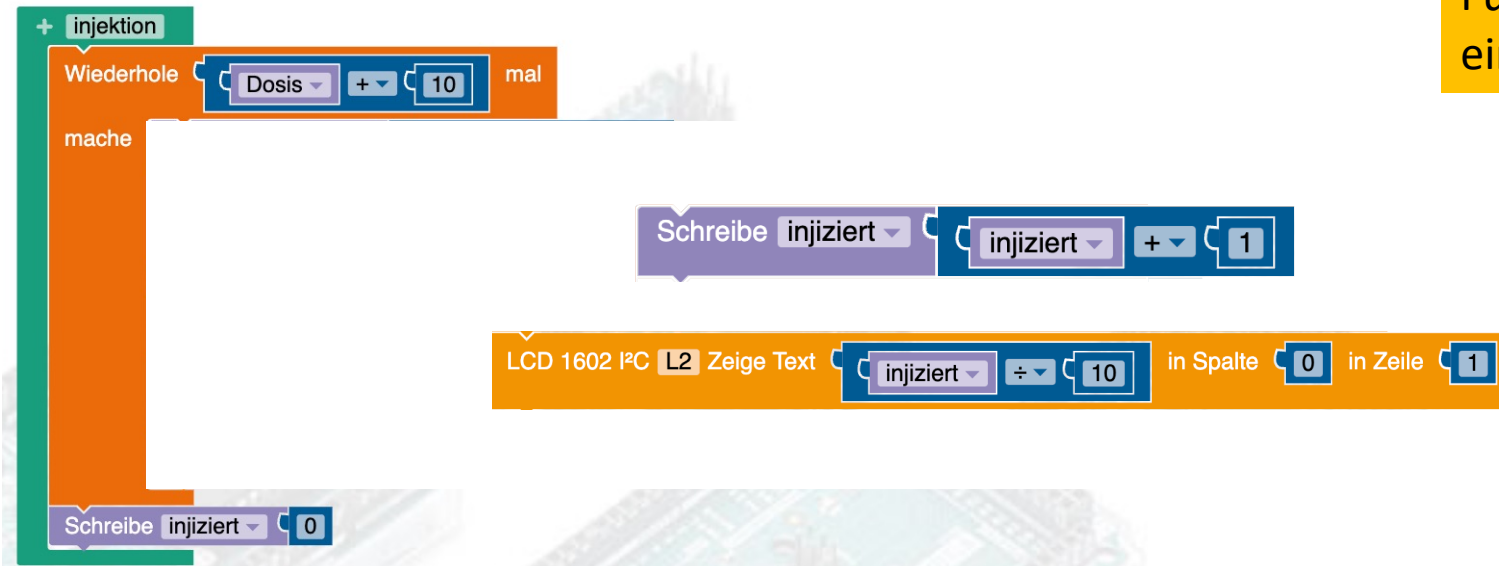 + injektion
Wiederhole Dosis + 10 mal
mache
Schreibe injiziert injiziert + 1
LCD 1602 I²C L2 Zeige Text injiziert ÷ 10 in Spalte 0 in Zeile 1
Schreibe injiziert 0